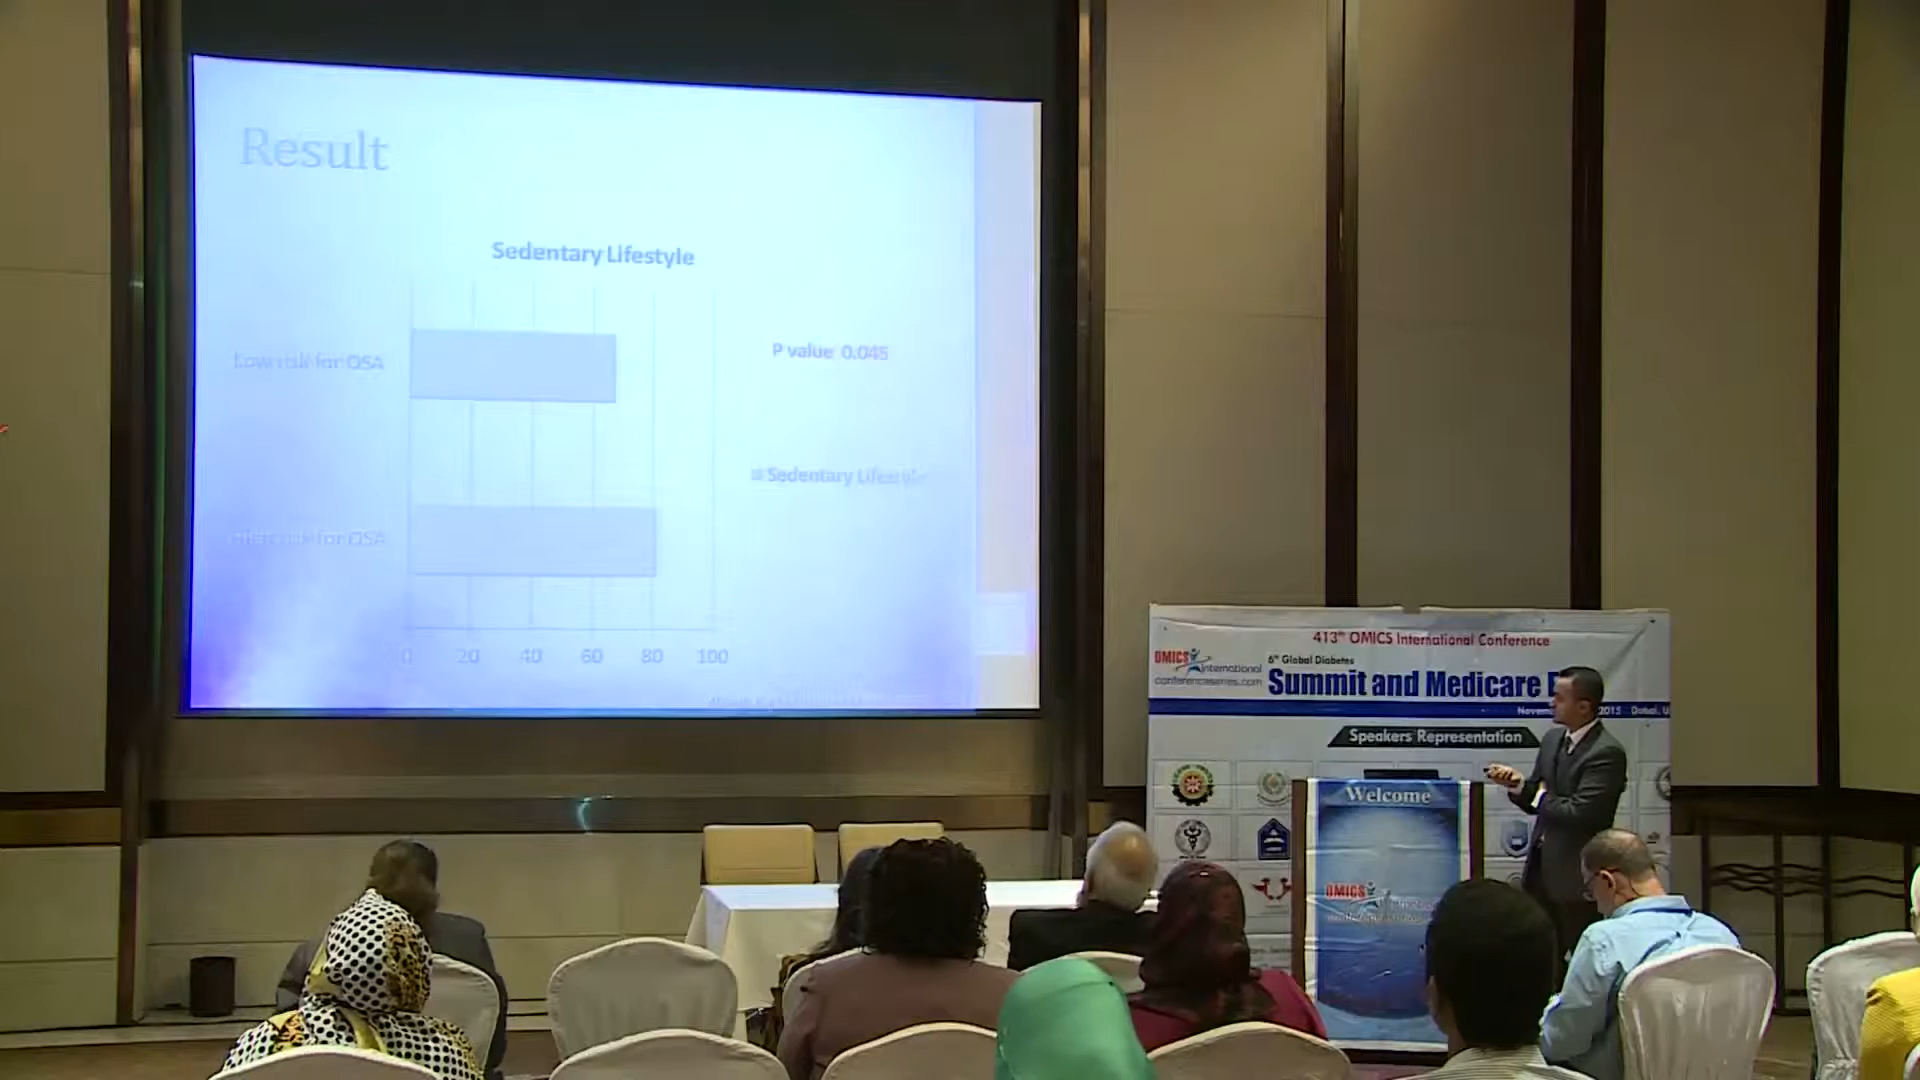 Result
Sedentary Lifestyle
Low risk for OSA
P value 0.045
Sedentary Lifestyle
risk for OSA
0 20 40 60 80 100
413th OMICS International Conference
OMICS International
conferenceseries.com
6th Global Diabetes
Summit and Medicare E
2015 Dubai, U
Speakers Representation
Welcome
OMICS